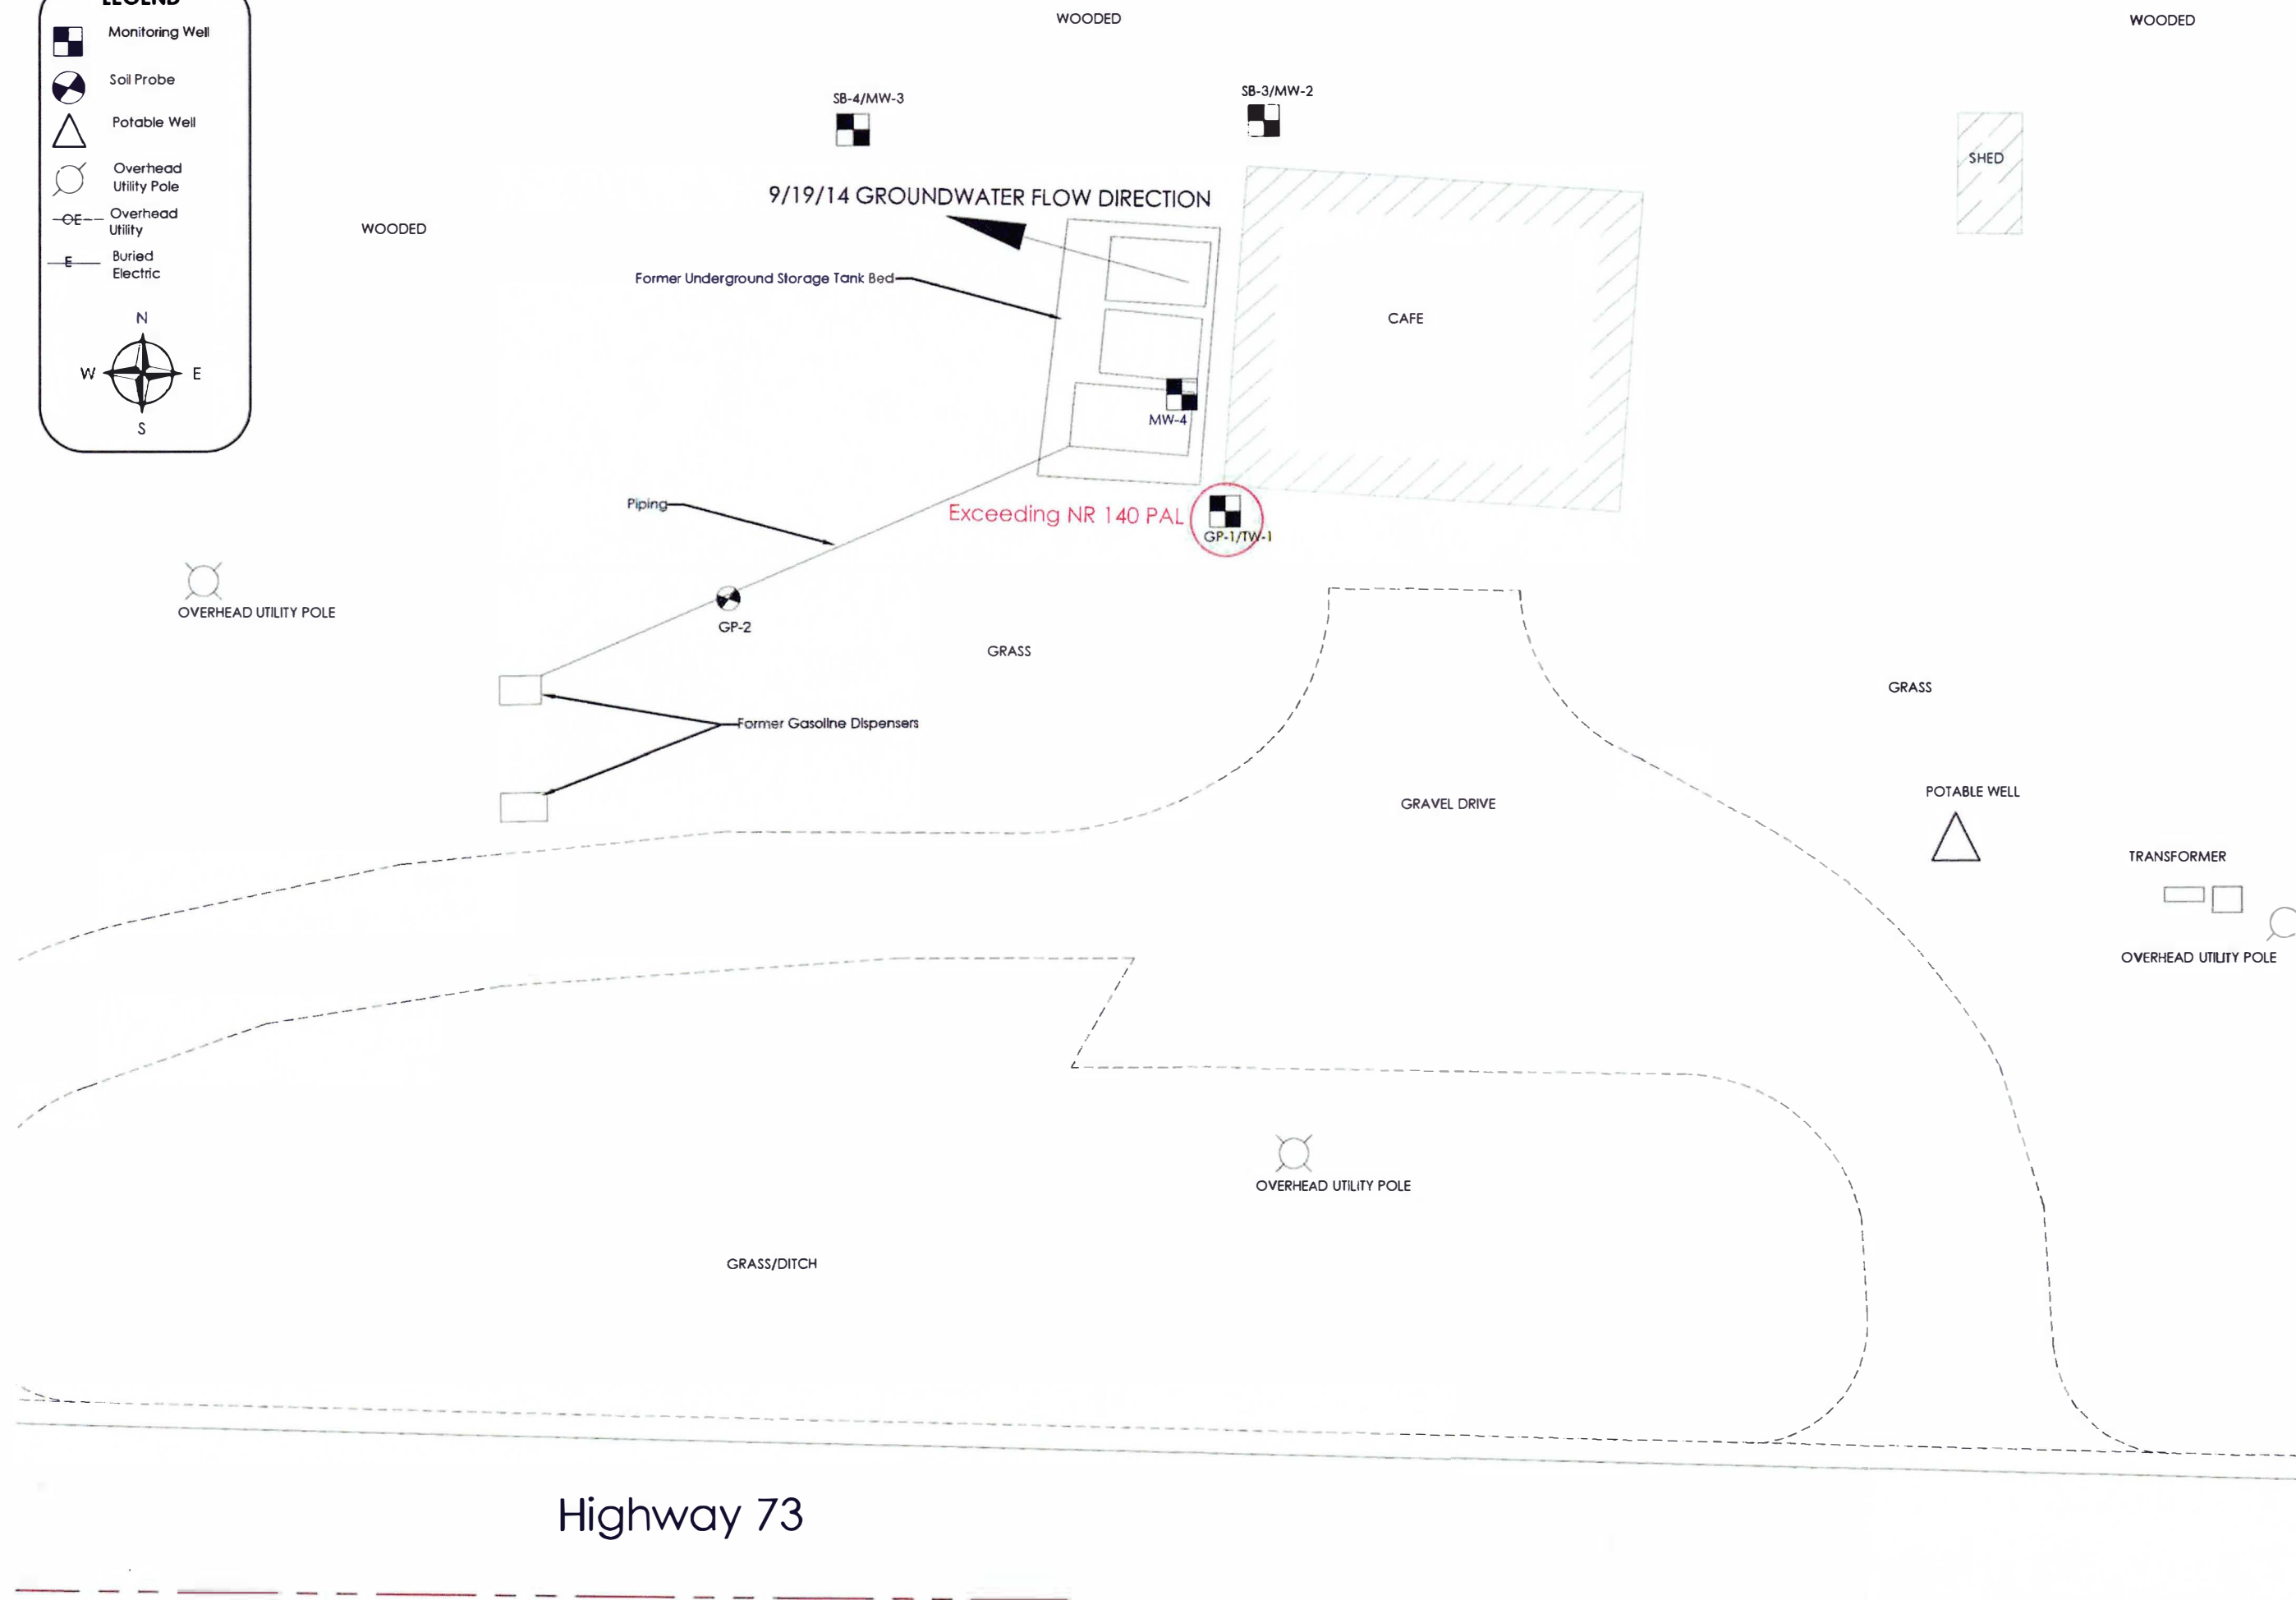 LEGEND
Monitoring Well
Soil Probe
Potable Well
Overhead
Utility Pole
OE
Overhead
Utility
E
Buried
Electric
N
W
E
S
WOODED
WOODED
SB-4/MW-3
SB-3/MW-2
SHED
9/19/14 GROUNDWATER FLOW DIRECTION
WOODED
Former Underground Storage Tank Bed
CAFE
MW-4
Piping
Exceeding NR 140 PAL
GP-1/TW-1
OVERHEAD UTILITY POLE
GP-2
GRASS
GRASS
Former Gasoline Dispensers
POTABLE WELL
GRAVEL DRIVE
TRANSFORMER
OVERHEAD UTILITY POLE
OVERHEAD UTILITY POLE
GRASS/DITCH
Highway 73